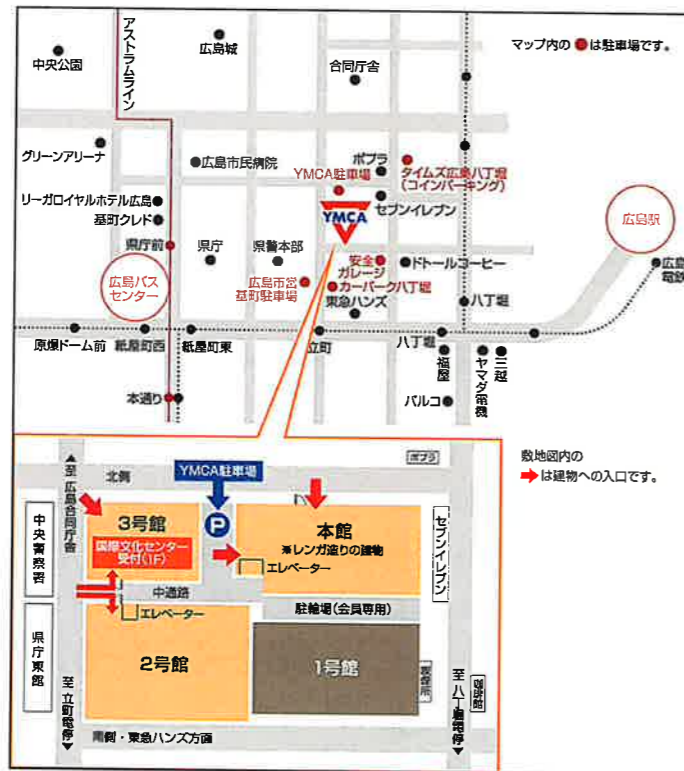 マップ内の●は駐車場です。
アストラムライン
中央公園
広島城
合同庁舎
グリーンアリーナ
広島市民病院
ポプラ
YMCA駐車場
タイムズ広島八丁堀
(コインパーキング)
リーガロイヤルホテル広島
基町クレド
セブンイレブン
YMCA
広島駅
県庁前
県庁
県警本部
安全
ガレージ
ドトールコーヒー
広島
電鉄
広島バス
センター
広島市営
基町駐車場
カーパーク八丁堀
東急ハンズ
八丁堀
原爆ドーム前
紙屋町西
紙屋町東
立町
八丁堀
福屋
ヤマダ電機
三越
本通り
パルコ
敷地図内の
➡は建物への入口です。
▲至 広島合同庁舎
北側
YMCA駐車場
ポプラ
P
中央警察署
3号館
国際文化センター
受付(1F)
本館
※レンガ造りの建物
エレベーター
セブンイレブン
中通路
エレベーター
駐輪場(会員専用)
県庁東館
2号館
1号館
喫煙所
至 立町電停▼
至 八丁堀電停▼
珈琲館
南側・東急ハンズ方面